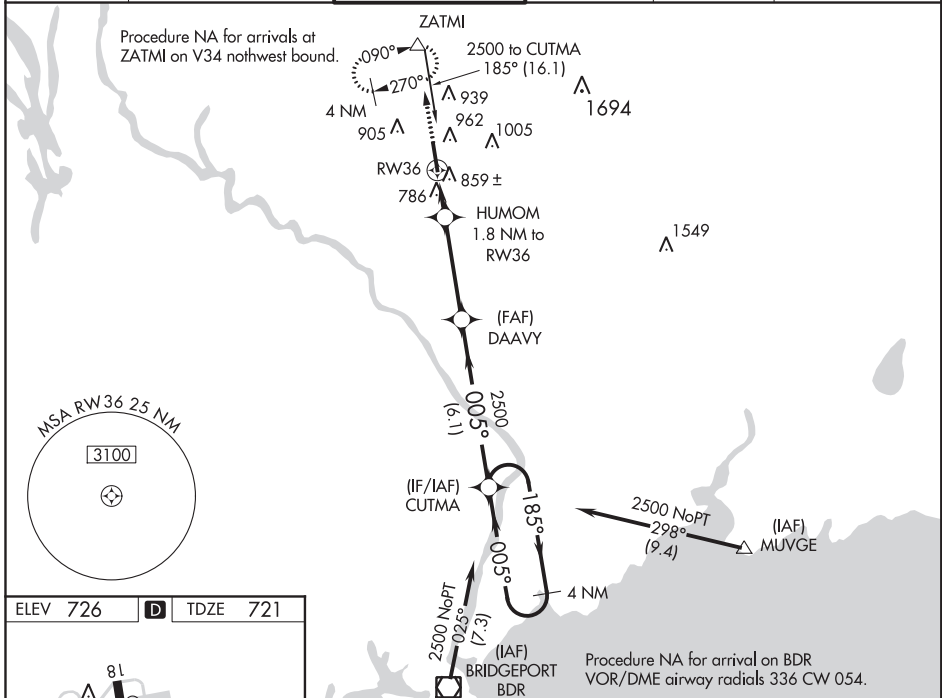 ZATMI
Procedure NA for arrivals at
ZATMI on V34 nothwest bound.
090°
270°
4 NM
2500 to CUTMA
185° (16.1)
939
1694
905
962
1005
RW36
859 ±
786
HUMOM
1.8 NM to
RW36
1549
(FAF)
DAAVY
2500
005°
(6.1)
MSA RW36 25 NM
3100
(IF/IAF)
CUTMA
185°
005°
4 NM
2500 NoPT
298°
(9.4)
(IAF)
MUVGE
2500 NoPT
025°
(7.3)
(IAF)
BRIDGEPORT
BDR
Procedure NA for arrival on BDR
VOR/DME airway radials 336 CW 054.
ELEV 726 D TDZE 721
18